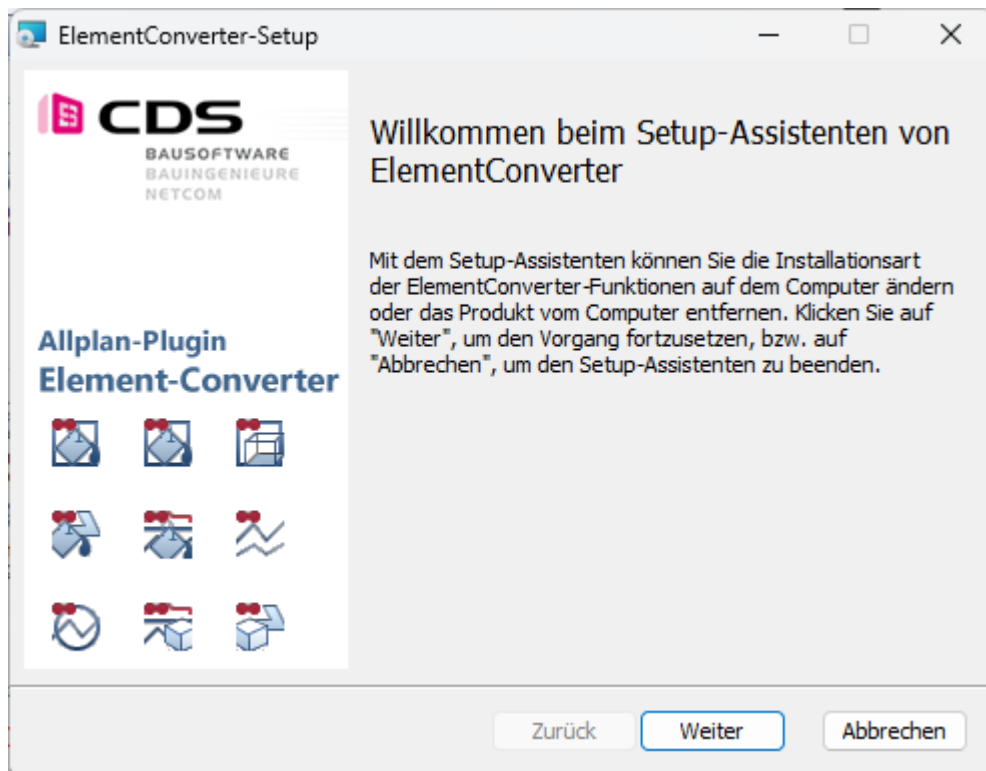 ElementConverter-Setup
CDS
BAUSOFTWARE
BAUINGENIEURE
NETCOM
Willkommen beim Setup-Assistenten von
ElementConverter
Mit dem Setup-Assistenten können Sie die Installationsart
der ElementConverter-Funktionen auf dem Computer ändern
oder das Produkt vom Computer entfernen. Klicken Sie auf
"Weiter", um den Vorgang fortzusetzen, bzw. auf
"Abbrechen", um den Setup-Assistenten zu beenden.
Allplan-Plugin
Element-Converter
Zurück Weiter Abbrechen